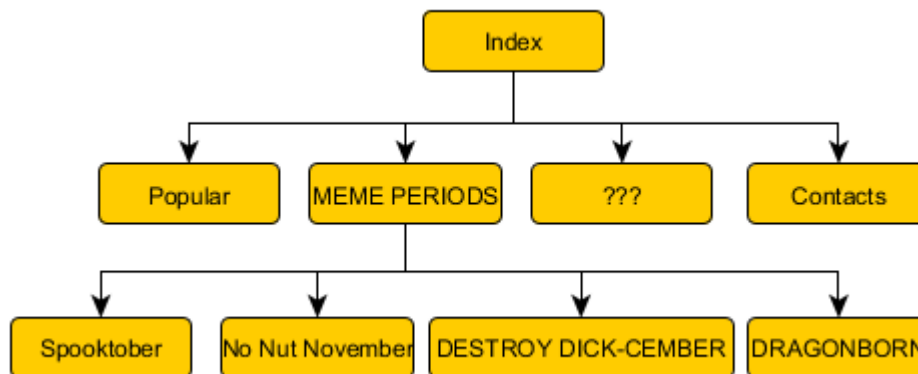 Index
Popular
MEME PERIODS
???
Contacts
Spooktober
No Nut November
DESTROY DICK-CEMBER
DRAGONBORN